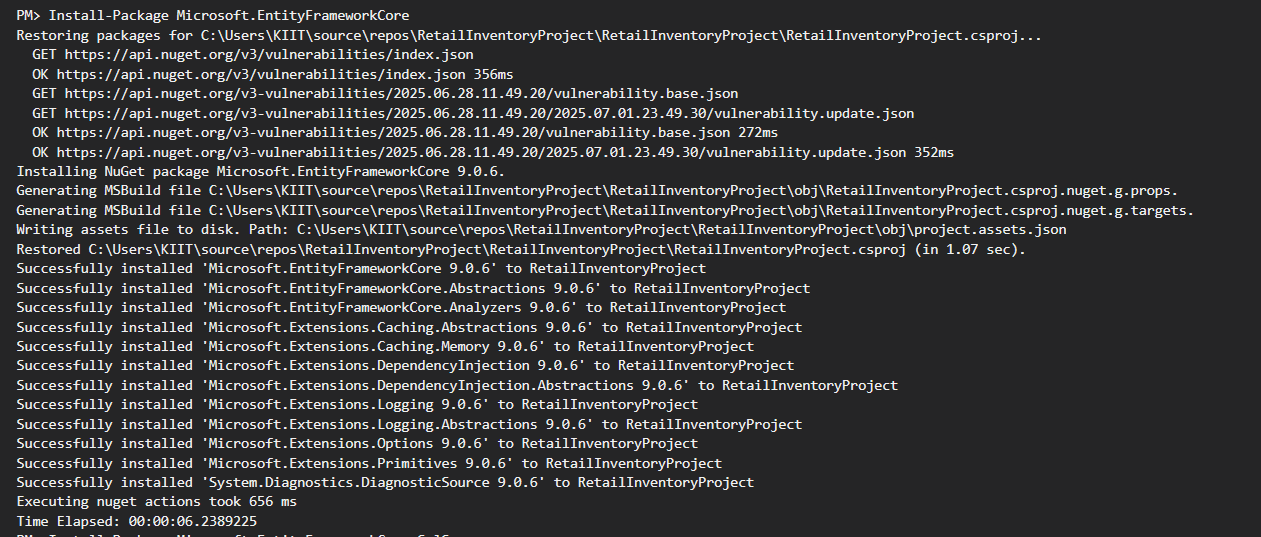 PM> Install-Package Microsoft.EntityFrameworkCore
Restoring packages for C:\Users\KIIT\source\repos\RetailInventoryProject\RetailInventoryProject\RetailInventoryProject.csproj...
  GET https://api.nuget.org/v3/vulnerabilities/index.json
  OK https://api.nuget.org/v3/vulnerabilities/index.json 356ms
  GET https://api.nuget.org/v3-vulnerabilities/2025.06.28.11.49.20/vulnerability.base.json
  GET https://api.nuget.org/v3-vulnerabilities/2025.06.28.11.49.20/2025.07.01.23.49.30/vulnerability.update.json
  OK https://api.nuget.org/v3-vulnerabilities/2025.06.28.11.49.20/vulnerability.base.json 272ms
  OK https://api.nuget.org/v3-vulnerabilities/2025.06.28.11.49.20/2025.07.01.23.49.30/vulnerability.update.json 352ms
Installing NuGet package Microsoft.EntityFrameworkCore 9.0.6.
Generating MSBuild file C:\Users\KIIT\source\repos\RetailInventoryProject\RetailInventoryProject\obj\RetailInventoryProject.csproj.nuget.g.props.
Generating MSBuild file C:\Users\KIIT\source\repos\RetailInventoryProject\RetailInventoryProject\obj\RetailInventoryProject.csproj.nuget.g.targets.
Writing assets file to disk. Path: C:\Users\KIIT\source\repos\RetailInventoryProject\RetailInventoryProject\obj\project.assets.json
Restored C:\Users\KIIT\source\repos\RetailInventoryProject\RetailInventoryProject\RetailInventoryProject.csproj (in 1.07 sec).
Successfully installed 'Microsoft.EntityFrameworkCore 9.0.6' to RetailInventoryProject
Successfully installed 'Microsoft.EntityFrameworkCore.Abstractions 9.0.6' to RetailInventoryProject
Successfully installed 'Microsoft.EntityFrameworkCore.Analyzers 9.0.6' to RetailInventoryProject
Successfully installed 'Microsoft.Extensions.Caching.Abstractions 9.0.6' to RetailInventoryProject
Successfully installed 'Microsoft.Extensions.Caching.Memory 9.0.6' to RetailInventoryProject
Successfully installed 'Microsoft.Extensions.DependencyInjection 9.0.6' to RetailInventoryProject
Successfully installed 'Microsoft.Extensions.DependencyInjection.Abstractions 9.0.6' to RetailInventoryProject
Successfully installed 'Microsoft.Extensions.Logging 9.0.6' to RetailInventoryProject
Successfully installed 'Microsoft.Extensions.Logging.Abstractions 9.0.6' to RetailInventoryProject
Successfully installed 'Microsoft.Extensions.Options 9.0.6' to RetailInventoryProject
Successfully installed 'Microsoft.Extensions.Primitives 9.0.6' to RetailInventoryProject
Successfully installed 'System.Diagnostics.DiagnosticSource 9.0.6' to RetailInventoryProject
Executing nuget actions took 656 ms
Time Elapsed: 00:00:06.2389225